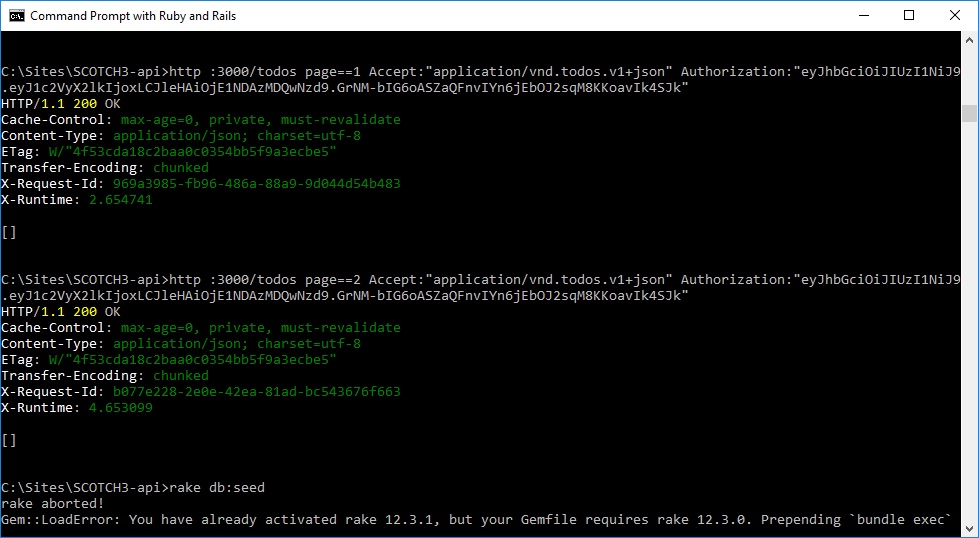 Command Prompt with Ruby and Rails
C:\Sites\SCOTCH3-api>http :3000/todos page==1 Accept:"application/vnd.todos.v1+json" Authorization:"eyJhbGciOiJIUzI1NiJ9
.eyJ1c2VyX2lkIjoxLCJleHAiOjE1NDAzMDQwNzd9.GrNM-bIG6oASZaQFnvIYn6jEbOJ2sqM8KKoavIk4SJk"
HTTP/1.1 200 OK
Cache-Control: max-age=0, private, must-revalidate
Content-Type: application/json; charset=utf-8
ETag: W/"4f53cda18c2baa0c0354bb5f9a3ecbe5"
Transfer-Encoding: chunked
X-Request-Id: 969a3985-fb96-486a-88a9-9d044d54b483
X-Runtime: 2.654741
[]
C:\Sites\SCOTCH3-api>http :3000/todos page==2 Accept:"application/vnd.todos.v1+json" Authorization:"eyJhbGciOiJIUzI1NiJ9
.eyJ1c2VyX2lkIjoxLCJleHAiOjE1NDAzMDQwNzd9.GrNM-bIG6oASZaQFnvIYn6jEbOJ2sqM8KKoavIk4SJk"
HTTP/1.1 200 OK
Cache-Control: max-age=0, private, must-revalidate
Content-Type: application/json; charset=utf-8
ETag: W/"4f53cda18c2baa0c0354bb5f9a3ecbe5"
Transfer-Encoding: chunked
X-Request-Id: b077e228-2e0e-42ea-81ad-bc543676f663
X-Runtime: 4.653099
[]
C:\Sites\SCOTCH3-api>rake db:seed
rake aborted!
Gem::LoadError: You have already activated rake 12.3.1, but your Gemfile requires rake 12.3.0. Prepending `bundle exec`